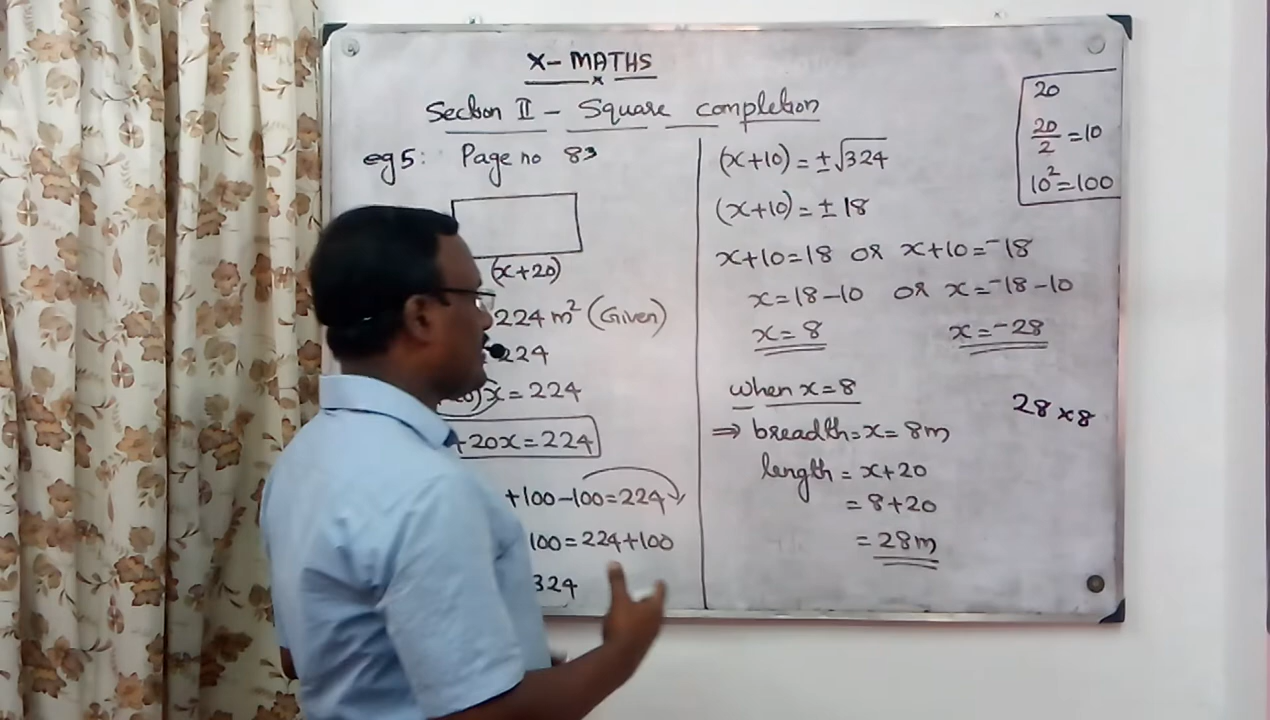 X-MATHS
Section II - Square completion
eg 5: Page no 83
(x+20)
224 m² (Given)
224
x = 224
+20x = 224
+100-100=224
100=224+100
324
(x+10) = ±√324
(x+10) = ±18
x+10=18 or x+10=⁻18
x=18-10 or x=⁻18-10
x=8 x=⁻28
when x=8
⇒ breadth=x=8m
length = x+20
= 8+20
= 28m
20
20/2 =10
10²=100
28×8